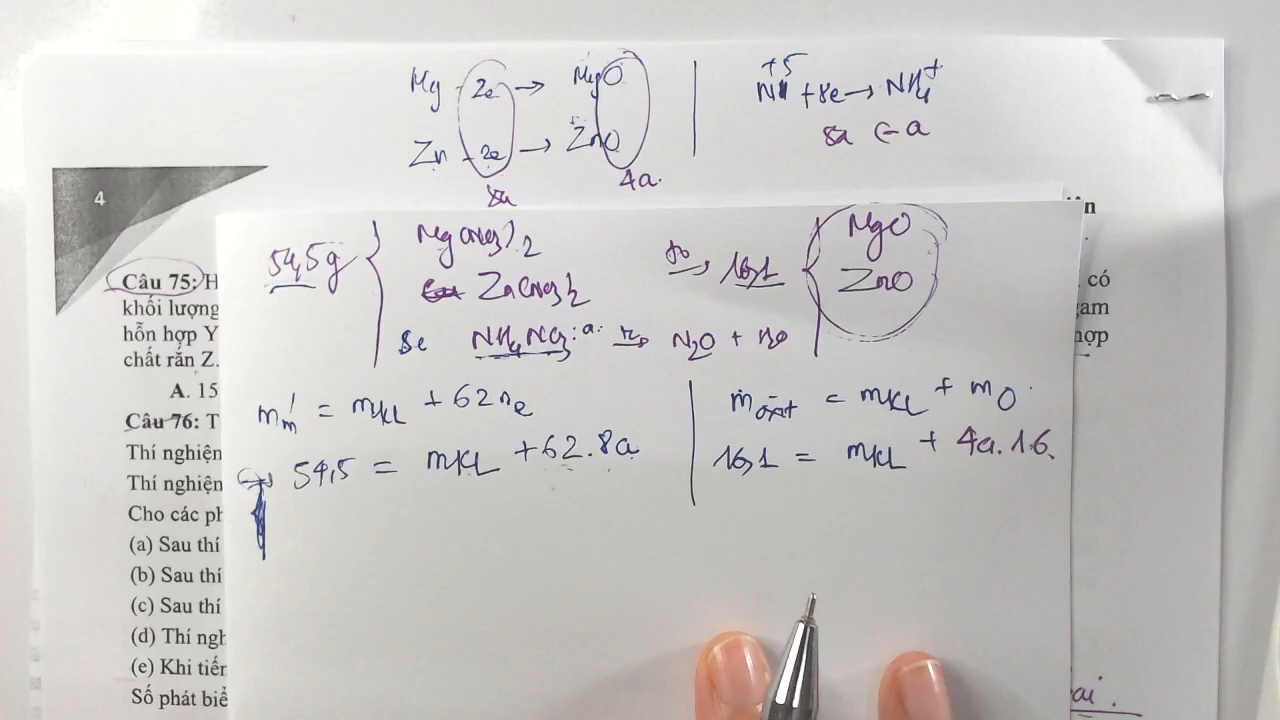 Mg - 2e → MgO
N+5 + 8e → NH4+
8a ← a
Zn - 2e → ZnO
8a
4a.
4
54,5g { Mg(NO3)2
Zn(NO3)2
NH4NO3: a. t° → N2O + H2O
t° → 16,1 { MgO
ZnO
Câu 75: H
có
khối lượng
gam
hỗn hợp Y
hợp
chất rắn Z.
A. 15
Câu 76: T
Thí nghiện
Thí nghiện
Cho các ph
(a) Sau thí
(b) Sau thí
(c) Sau thí
(d) Thí ngh
(e) Khi tiến
Số phát biể
mm' = mKL + 62ne
54,5 = mKL + 62.8a
moxit = mKL + mO
16,1 = mKL + 4a.16.